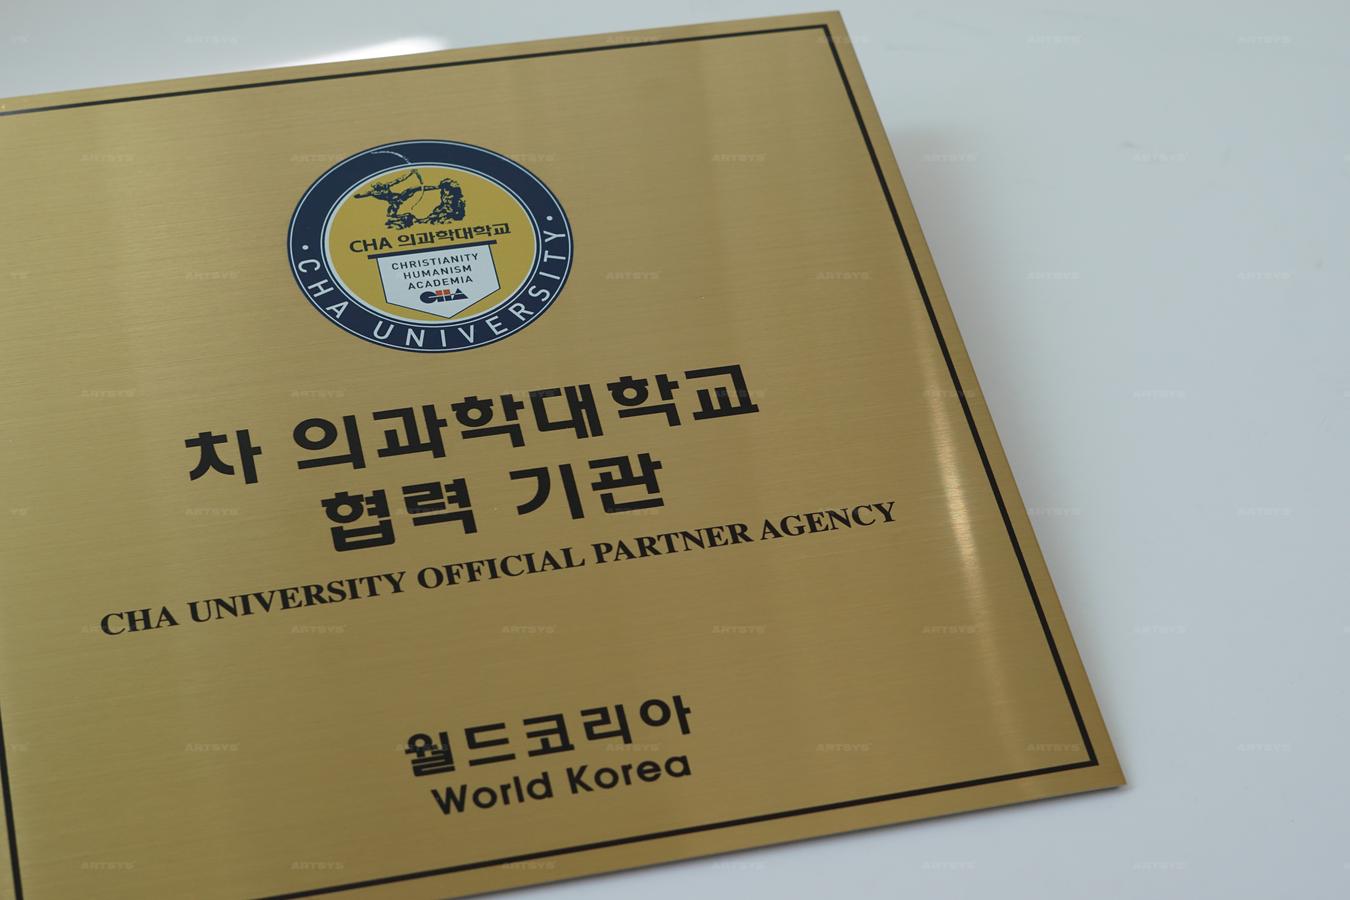 CHA 의과학대학교
CHRISTIANITY
HUMANISM
ACADEMIA
CHA
• CHA UNIVERSITY •
차 의과학대학교
협력 기관
CHA UNIVERSITY OFFICIAL PARTNER AGENCY
월드코리아
World Korea
ARTSYS